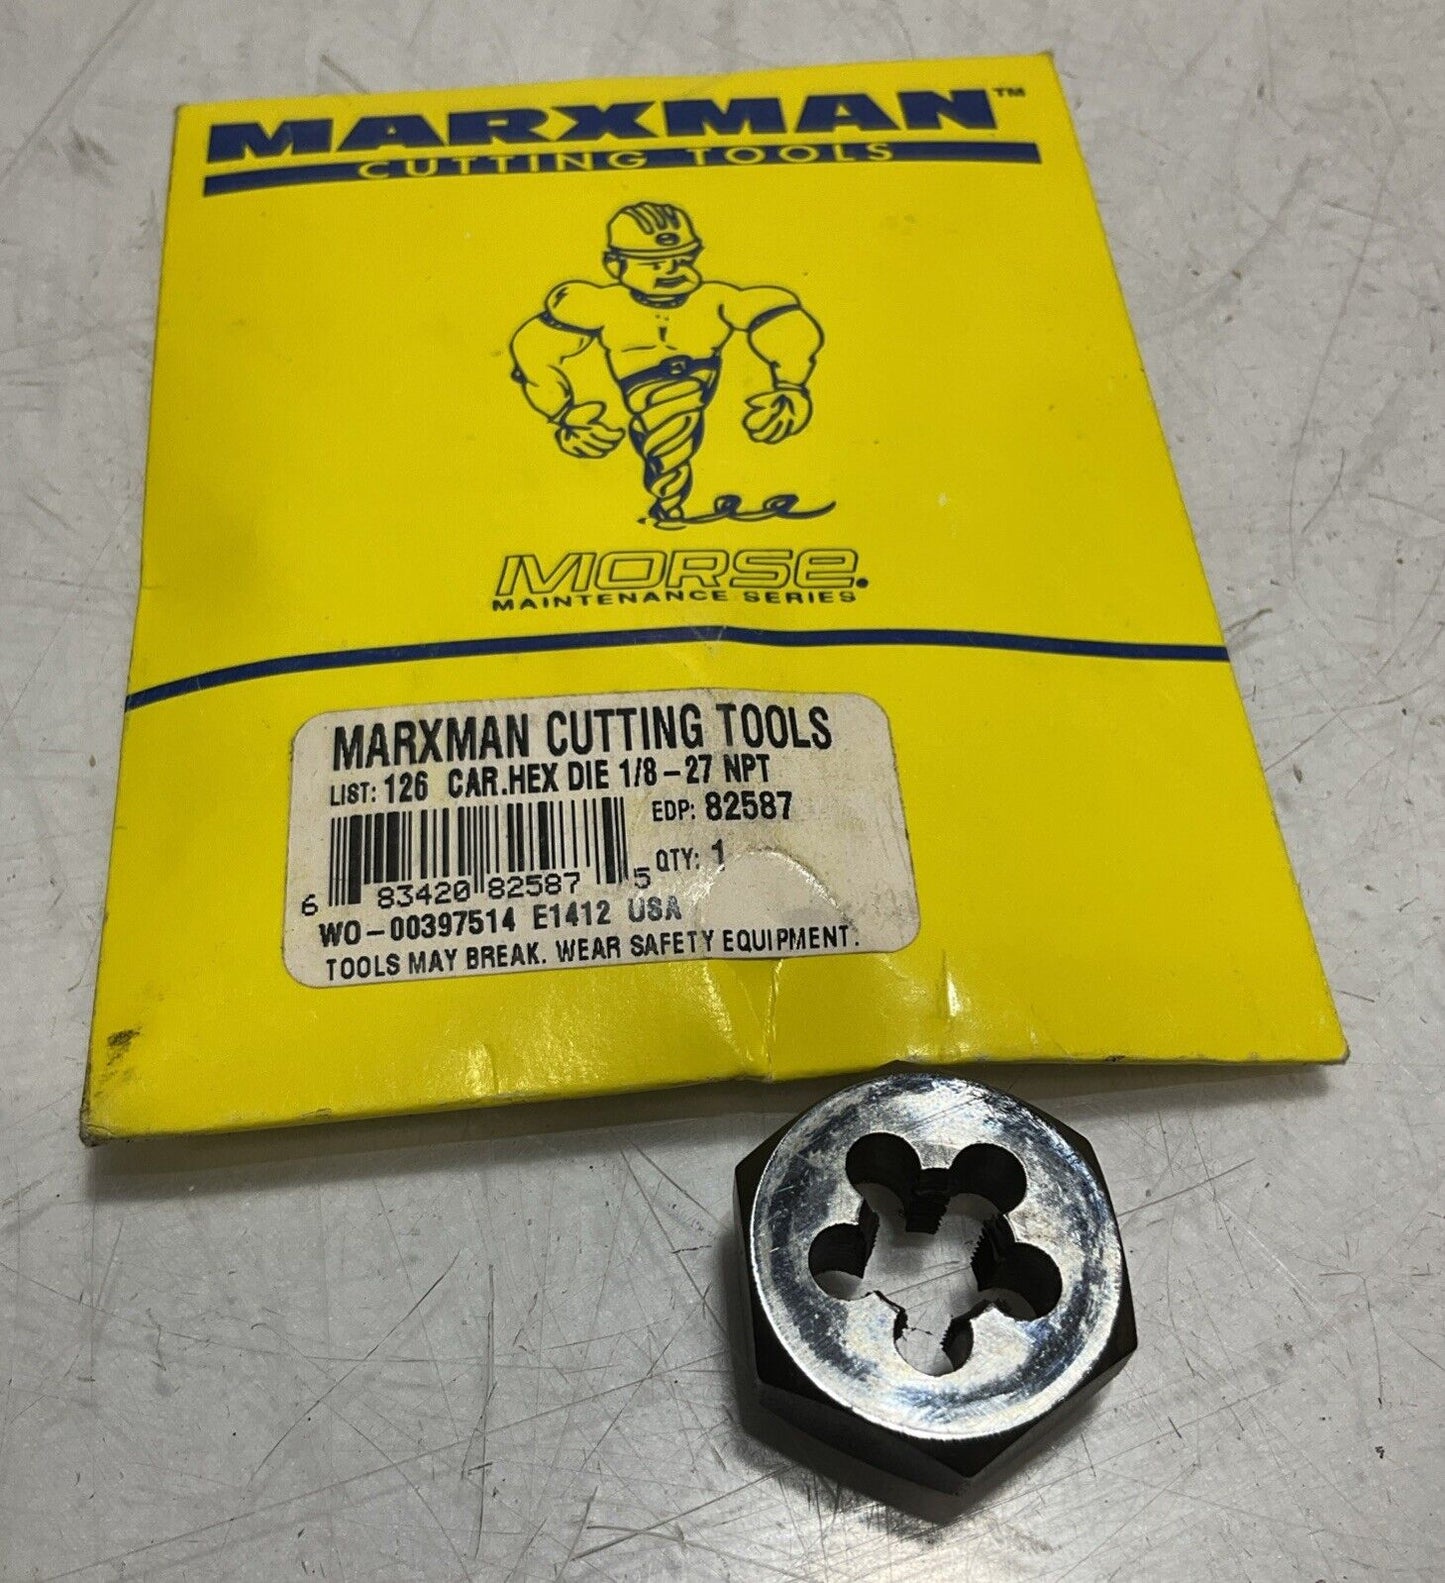 MARXMAN™
CUTTING TOOLS
MORSE.
MAINTENANCE SERIES
MARXMAN CUTTING TOOLS
LIST: 126 CAR.HEX DIE 1/8-27 NPT
EDP: 82587
QTY: 1
6 83420 82587 5
WO-00397514 E1412 USA
TOOLS MAY BREAK. WEAR SAFETY EQUIPMENT.